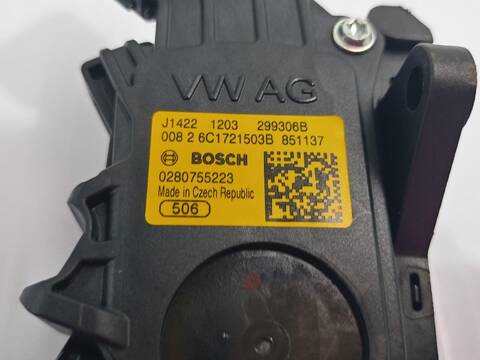 VW AG
J1422 1203 299306B
008 2 6C1721503B 851137
BOSCH
0280755223
Made in Czech Republic
506